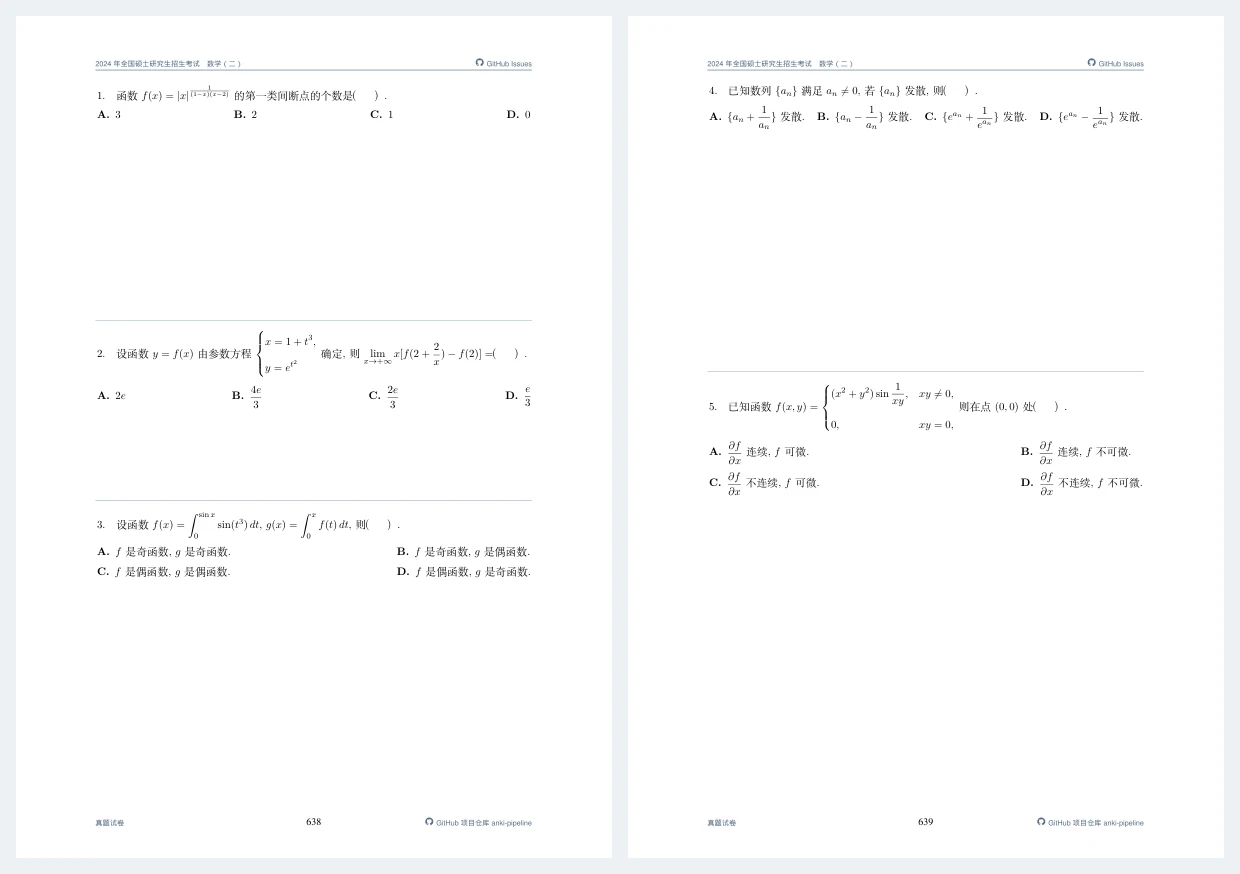 2024 年全国硕士研究生招生考试 数学（二） GitHub Issues
1. 函数 f(x) = |x|^{\frac{1}{(1-x)(x-2)}} 的第一类间断点的个数是( ) .
A. 3 B. 2 C. 1 D. 0
2. 设函数 y = f(x) 由参数方程 \begin{cases} x = 1 + t^3, \\ y = e^{t^2} \end{cases} 确定, 则 \lim_{x \to +\infty} x[f(2 + \frac{2}{x}) − f(2)] =( ) .
A. 2e B. \frac{4e}{3} C. \frac{2e}{3} D. \frac{e}{3}
3. 设函数 f(x) = \int_0^{\sin x} \sin(t^3) dt, g(x) = \int_0^x f(t) dt, 则( ) .
A. f 是奇函数, g 是奇函数. B. f 是奇函数, g 是偶函数.
C. f 是偶函数, g 是偶函数. D. f 是偶函数, g 是奇函数.
真题试卷 638 GitHub 项目仓库 anki-pipeline
2024 年全国硕士研究生招生考试 数学（二） GitHub Issues
4. 已知数列 {a_n} 满足 a_n ≠ 0, 若 {a_n} 发散, 则( ) .
A. {a_n + \frac{1}{a_n}} 发散. B. {a_n − \frac{1}{a_n}} 发散. C. {e^{a_n} + \frac{1}{e^{a_n}}} 发散. D. {e^{a_n} − \frac{1}{e^{a_n}}} 发散.
5. 已知函数 f(x, y) = \begin{cases} (x^2 + y^2) \sin \frac{1}{xy}, & xy ≠ 0, \\ 0, & xy = 0, \end{cases} 则在点 (0, 0) 处( ) .
A. \frac{∂f}{∂x} 连续, f 可微. B. \frac{∂f}{∂x} 连续, f 不可微.
C. \frac{∂f}{∂x} 不连续, f 可微. D. \frac{∂f}{∂x} 不连续, f 不可微.
真题试卷 639 GitHub 项目仓库 anki-pipeline